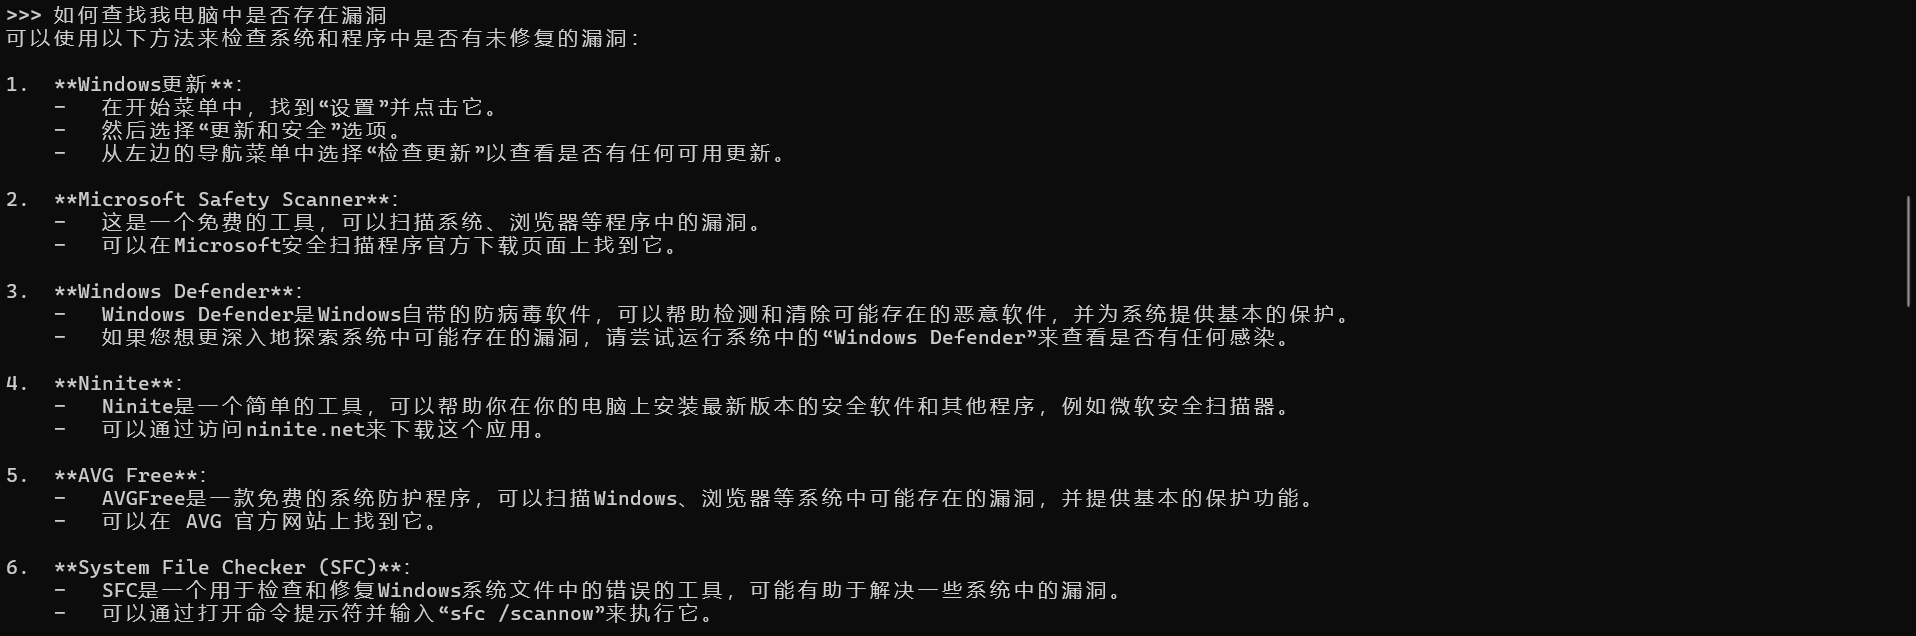 >>> 如何查找我电脑中是否存在漏洞
可以使用以下方法来检查系统和程序中是否有未修复的漏洞：
1. **Windows更新**：
- 在开始菜单中，找到“设置”并点击它。
- 然后选择“更新和安全”选项。
- 从左边的导航菜单中选择“检查更新”以查看是否有任何可用更新。
2. **Microsoft Safety Scanner**：
- 这是一个免费的工具，可以扫描系统、浏览器等程序中的漏洞。
- 可以在Microsoft安全扫描程序官方下载页面上找到它。
3. **Windows Defender**：
- Windows Defender是Windows自带的防病毒软件，可以帮助检测和清除可能存在的恶意软件，并为系统提供基本的保护。
- 如果您想更深入地探索系统中可能存在的漏洞，请尝试运行系统中的“Windows Defender”来查看是否有任何感染。
4. **Ninite**：
- Ninite是一个简单的工具，可以帮助你在你的电脑上安装最新版本的安全软件和其他程序，例如微软安全扫描器。
- 可以通过访问ninite.net来下载这个应用。
5. **AVG Free**：
- AVGFree是一款免费的系统防护程序，可以扫描Windows、浏览器等系统中可能存在的漏洞，并提供基本的保护功能。
- 可以在 AVG 官方网站上找到它。
6. **System File Checker (SFC)**：
- SFC是一个用于检查和修复Windows系统文件中的错误的工具，可能有助于解决一些系统中的漏洞。
- 可以通过打开命令提示符并输入“sfc /scannow”来执行它。